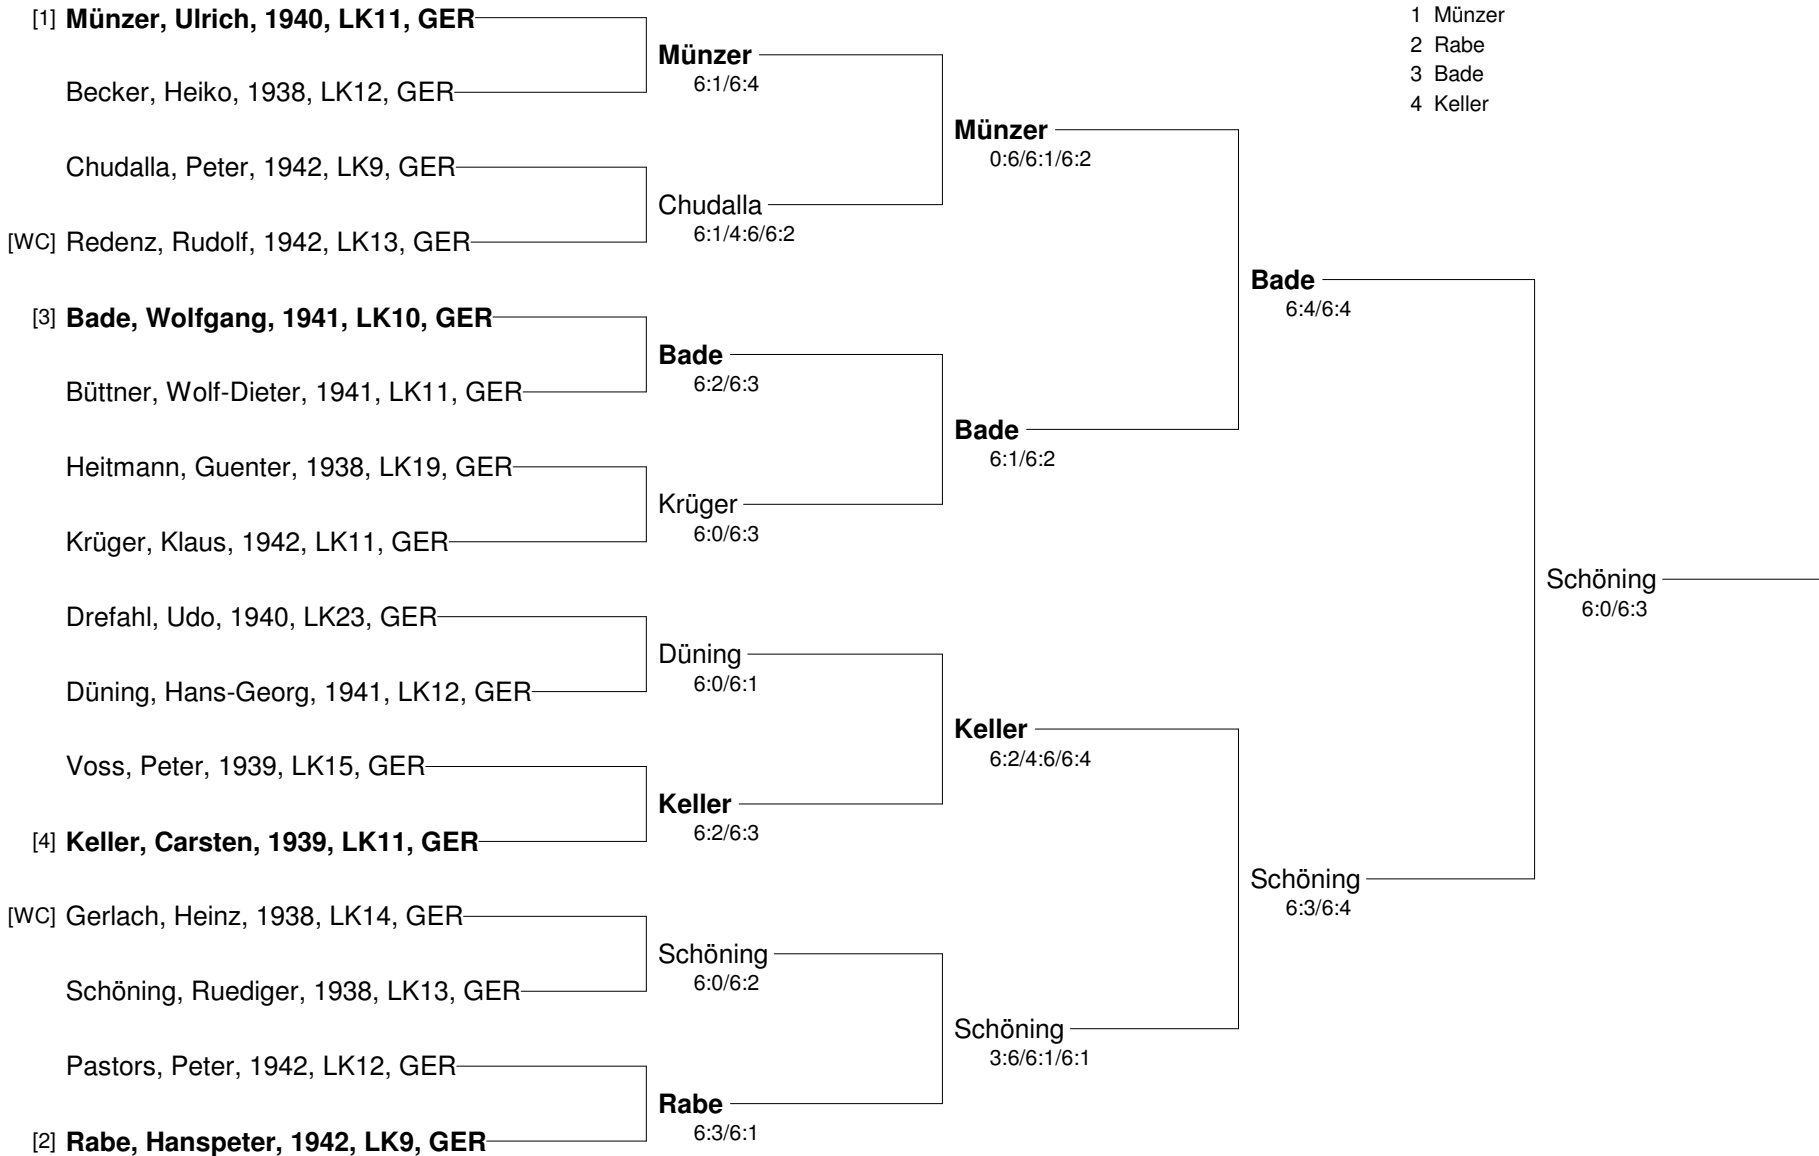 [1] Münzer, Ulrich, 1940, LK11, GER
Becker, Heiko, 1938, LK12, GER
Chudalla, Peter, 1942, LK9, GER
[WC] Redenz, Rudolf, 1942, LK13, GER
[3] Bade, Wolfgang, 1941, LK10, GER
Büttner, Wolf-Dieter, 1941, LK11, GER
Heitmann, Guenter, 1938, LK19, GER
Krüger, Klaus, 1942, LK11, GER
Drefahl, Udo, 1940, LK23, GER
Düning, Hans-Georg, 1941, LK12, GER
Voss, Peter, 1939, LK15, GER
[4] Keller, Carsten, 1939, LK11, GER
[WC] Gerlach, Heinz, 1938, LK14, GER
Schöning, Ruediger, 1938, LK13, GER
Pastors, Peter, 1942, LK12, GER
[2] Rabe, Hanspeter, 1942, LK9, GER
Münzer
6:1/6:4
Chudalla
6:1/4:6/6:2
Bade
6:2/6:3
Krüger
6:0/6:3
Düning
6:0/6:1
Keller
6:2/6:3
Schöning
6:0/6:2
Rabe
6:3/6:1
Münzer
0:6/6:1/6:2
Bade
6:1/6:2
Keller
6:2/4:6/6:4
Schöning
3:6/6:1/6:1
Bade
6:4/6:4
Schöning
6:3/6:4
Schöning
6:0/6:3
1 Münzer
2 Rabe
3 Bade
4 Keller